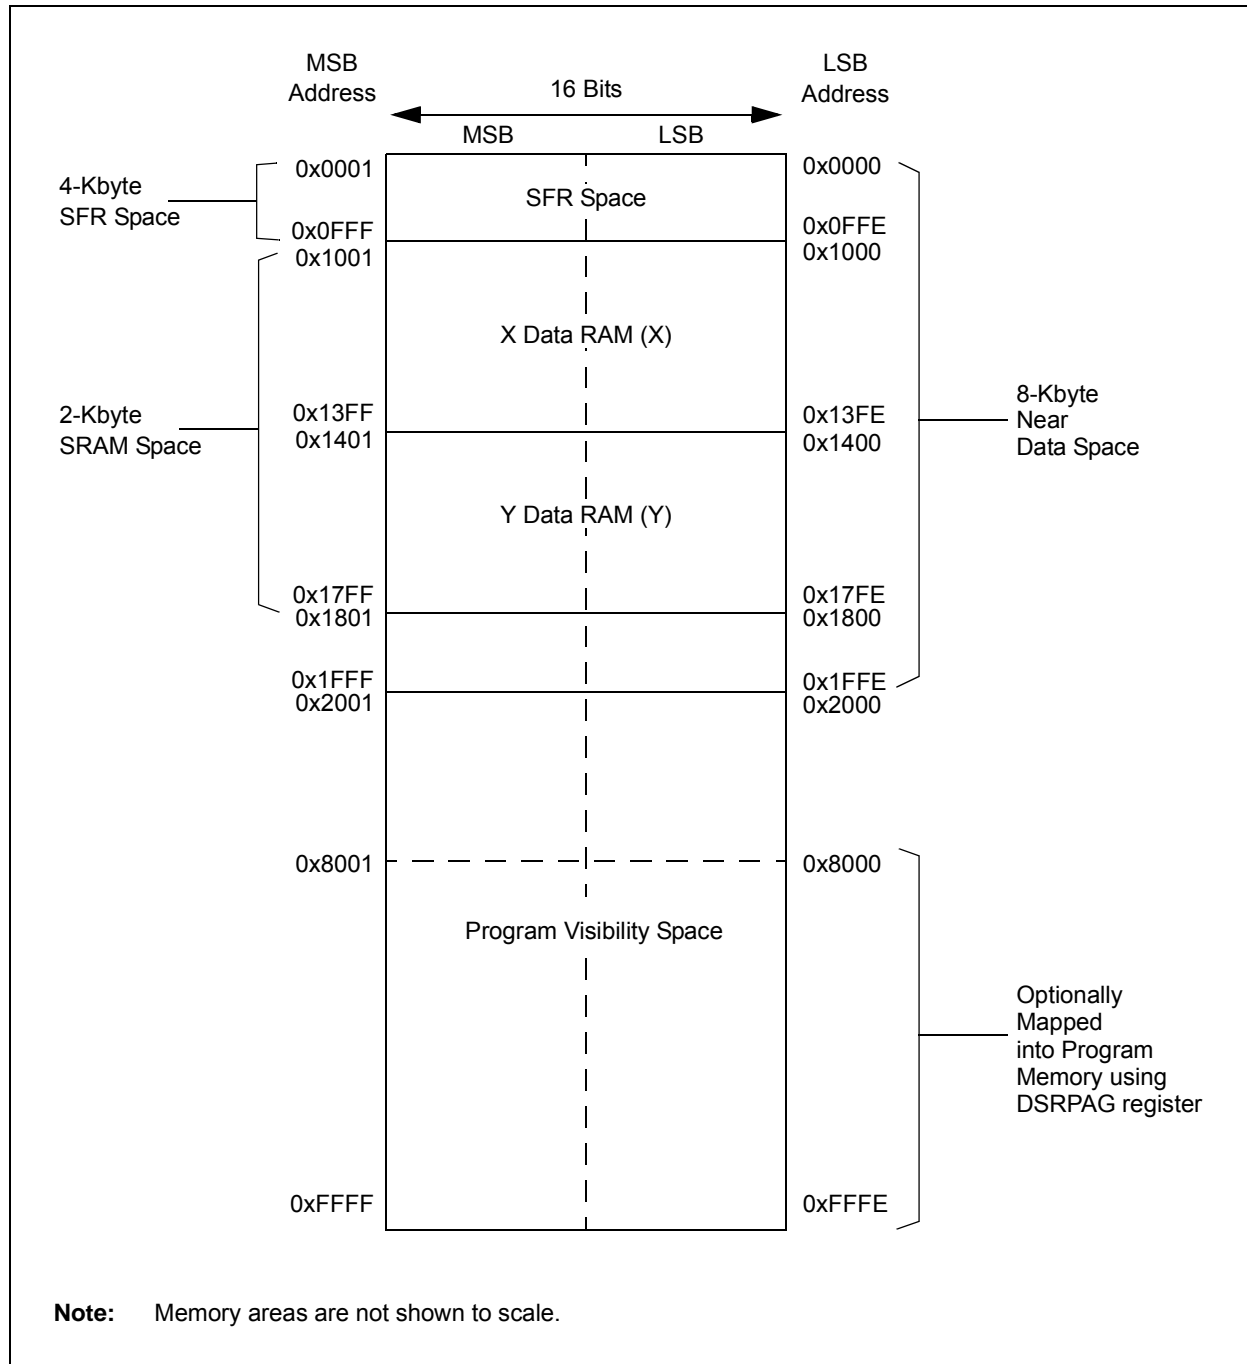 MSB
Address
16 Bits
LSB
Address
MSB
LSB
0x0001
0x0000
4-Kbyte
SFR Space
SFR Space
0x0FFF
0x0FFE
0x1001
0x1000
X Data RAM (X)
2-Kbyte
SRAM Space
0x13FF
0x13FE
0x1401
0x1400
8-Kbyte
Near
Data Space
Y Data RAM (Y)
0x17FF
0x17FE
0x1801
0x1800
0x1FFF
0x1FFE
0x2001
0x2000
0x8001
0x8000
Program Visibility Space
Optionally
Mapped
into Program
Memory using
DSRPAG register
0xFFFF
0xFFFE
Note: Memory areas are not shown to scale.